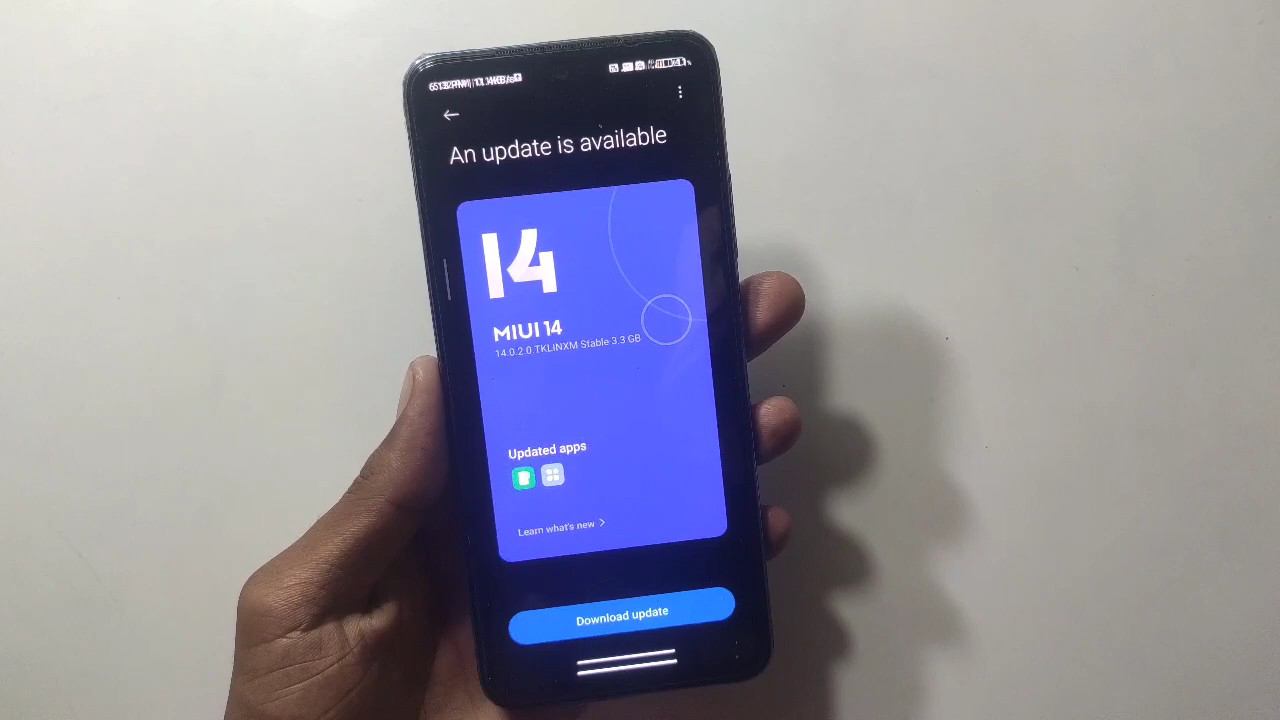 An update is available
14
MIUI 14
14.0.2.0.TKLINXM Stable 3.3 GB
Updated apps
Learn what's new
Download update